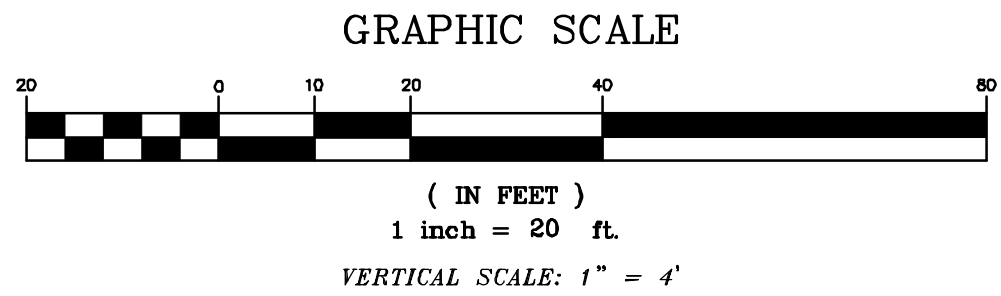 GRAPHIC SCALE
20 0 10 20 40 80
( IN FEET )
1 inch = 20 ft.
VERTICAL SCALE: 1" = 4'